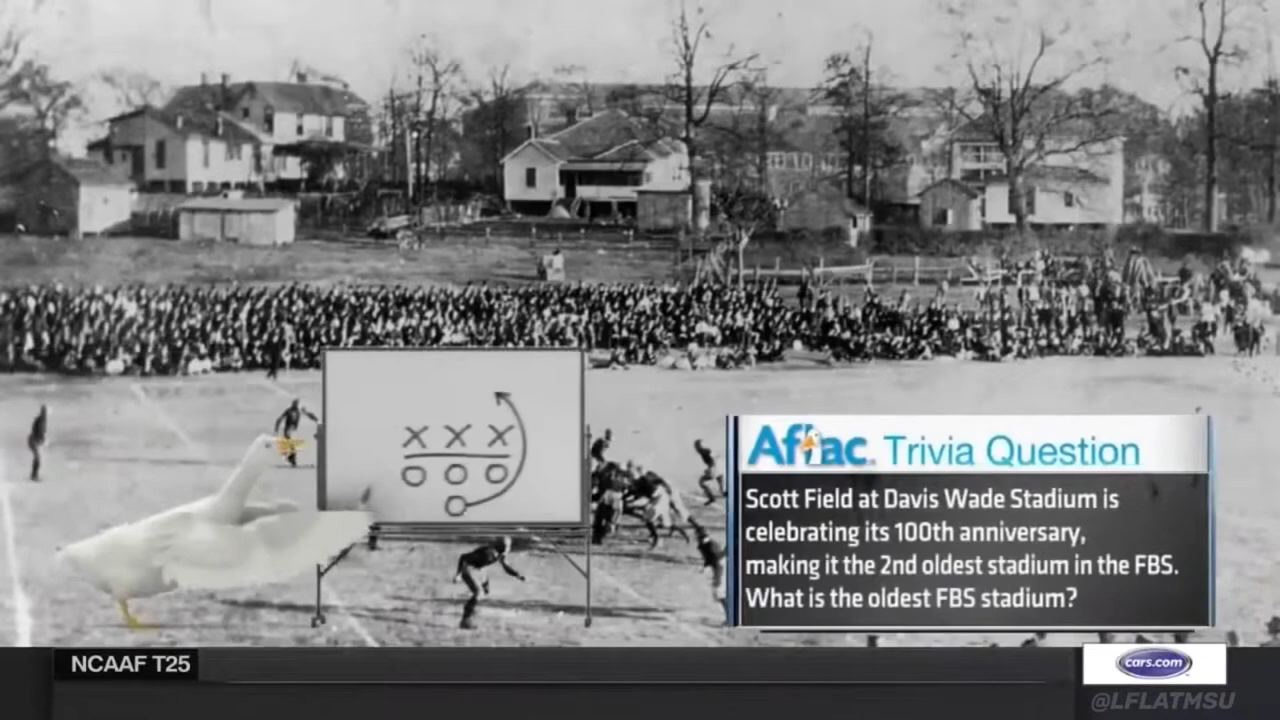 Aflac. Trivia Question
Scott Field at Davis Wade Stadium is
celebrating its 100th anniversary,
making it the 2nd oldest stadium in the FBS.
What is the oldest FBS stadium?
X X X
NCAAF T25
cars.com
@LFLATMSU